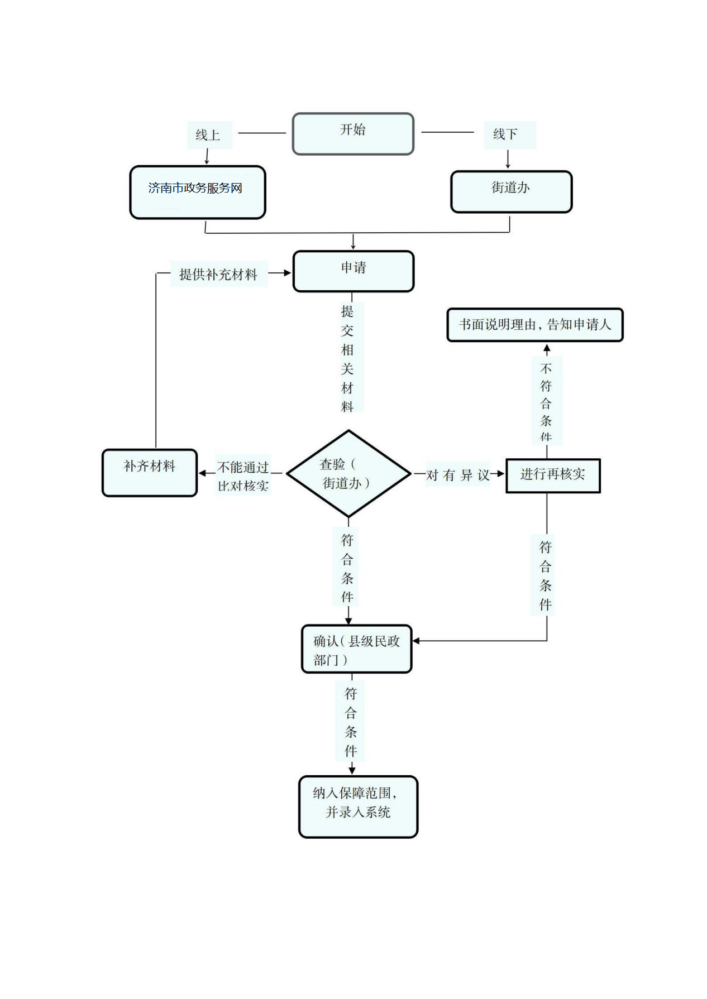 开始
线上
线下
济南市政务服务网
街道办
申请
提供补充材料
提交相关材料
书面说明理由，告知申请人
不符合条件
补齐材料
不能通过
比对核实
查验（
街道办）
对有异议
进行再核实
符合条件
符合条件
确认（县级民政
部门）
符合条件
纳入保障范围，
并录入系统